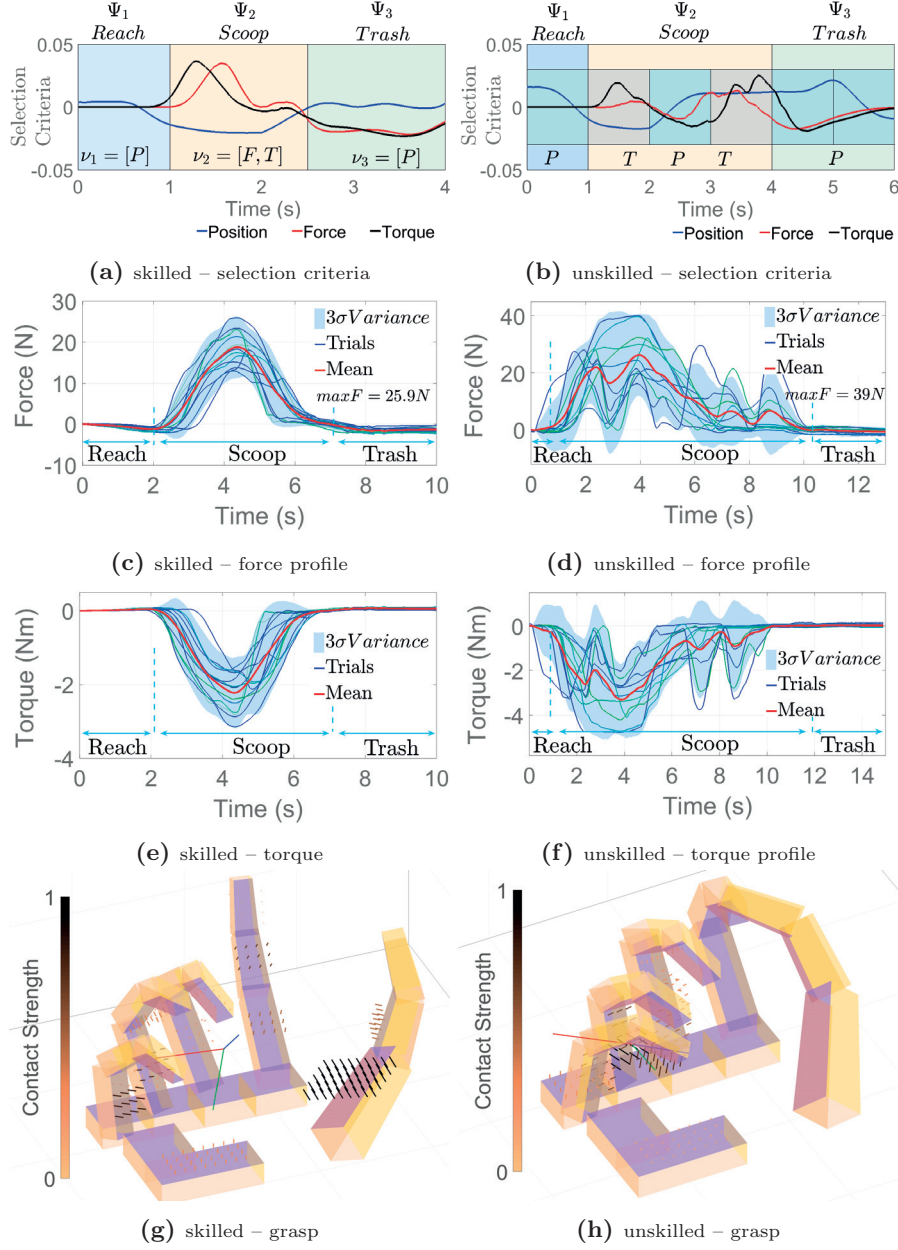 Ψ1 Ψ2 Ψ3
Reach Scoop Trash
0.05
0
-0.05
Selection
Criteria
ν1 = [P] ν2 = [F, T] ν3 = [P]
0 1 2 3 4
Time (s)
Position Force Torque
(a) skilled – selection criteria
Ψ1 Ψ2 Ψ3
Reach Scoop Trash
0.05
0
-0.05
Selection
Criteria
P T P T P
0 1 2 3 4 5 6
Time (s)
Position Force Torque
(b) unskilled – selection criteria
30
20
10
0
-10
Force (N)
3σVariance
Trials
Mean
maxF = 25.9N
Reach Scoop Trash
0 2 4 6 8 10
Time (s)
(c) skilled – force profile
40
20
0
Force (N)
3σVariance
Trials
Mean
maxF = 39N
Reach Scoop Trash
0 2 4 6 8 10 12
Time (s)
(d) unskilled – force profile
0
-2
-4
Torque (Nm)
3σVariance
Trials
Mean
Reach Scoop Trash
0 2 4 6 8 10
Time (s)
(e) skilled – torque
0
-2
-4
Torque (Nm)
3σVariance
Trials
Mean
Reach Scoop Trash
0 2 4 6 8 10 12 14
Time (s)
(f) unskilled – torque profile
1
Contact Strength
0
(g) skilled – grasp
1
Contact Strength
0
(h) unskilled – grasp